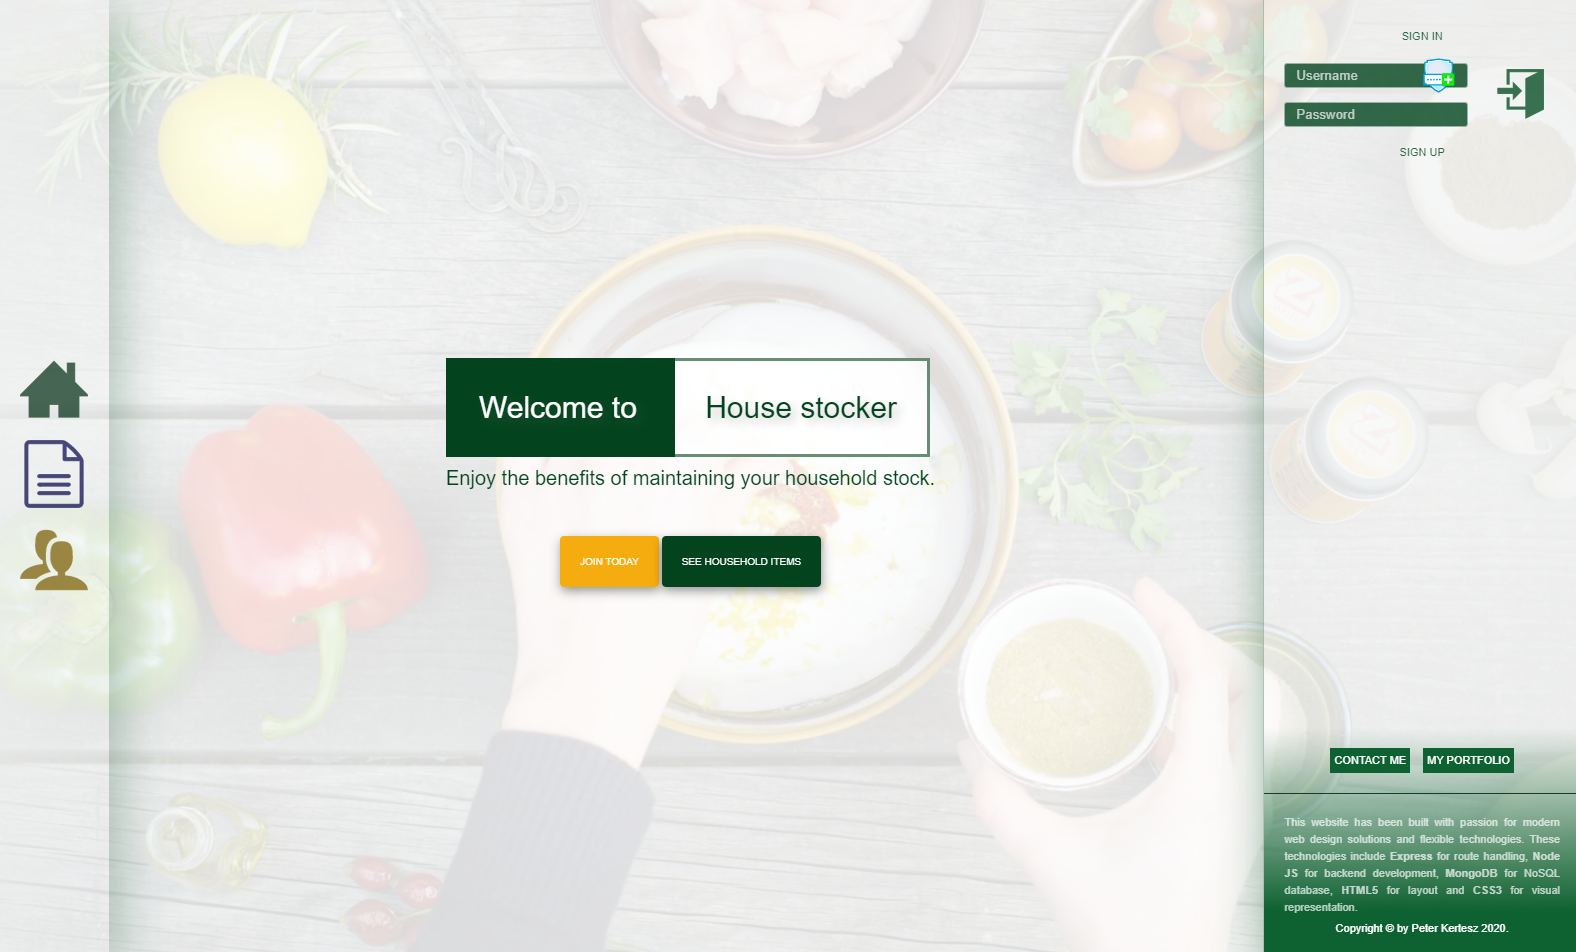 SIGN IN
Username
Password
SIGN UP
Welcome to
House stocker
Enjoy the benefits of maintaining your household stock.
JOIN TODAY
SEE HOUSEHOLD ITEMS
CONTACT ME
MY PORTFOLIO
This website has been built with passion for modern
web design solutions and flexible technologies. These
technologies include Express for route handling, Node
JS for backend development, MongoDB for NoSQL
database, HTML5 for layout and CSS3 for visual
representation.
Copyright © by Peter Kertesz 2020.